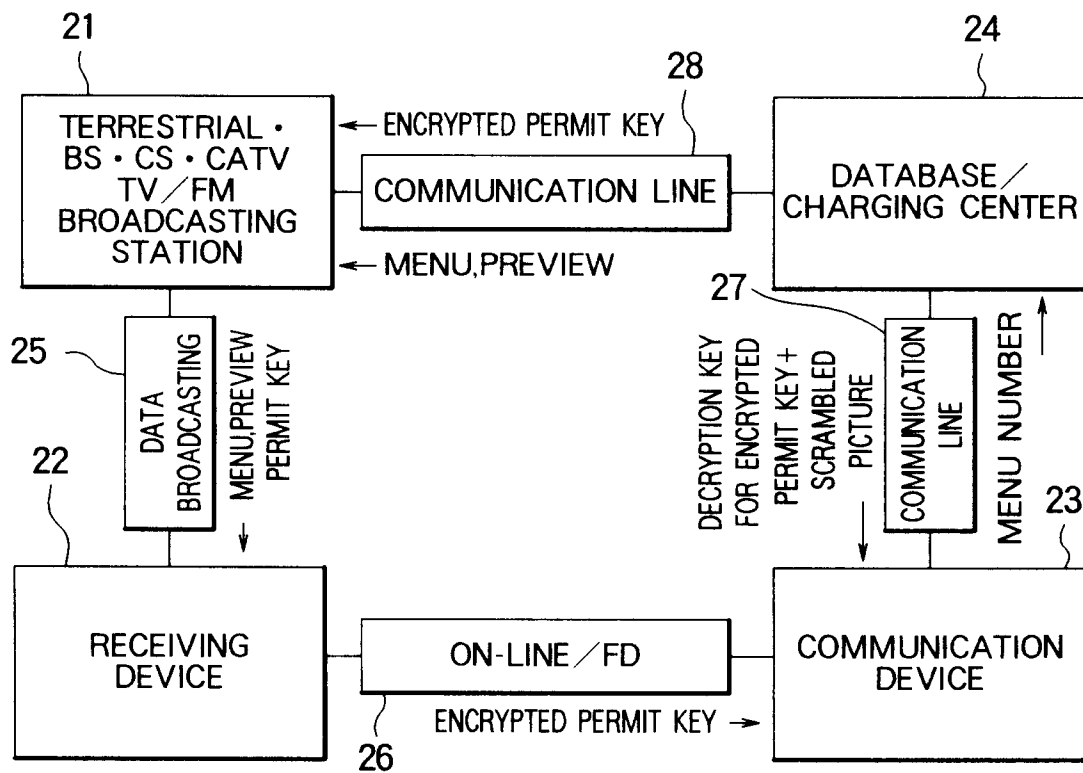 21
28
24
TERRESTRIAL・
BS・CS・CATV
TV／FM
BROADCASTING
STATION
← ENCRYPTED PERMIT KEY
COMMUNICATION LINE
← MENU,PREVIEW
DATABASE／
CHARGING CENTER
25
DATA
BROADCASTING
MENU,PREVIEW
PERMIT KEY
→
27
DECRYPTION KEY
FOR ENCRYPTED
PERMIT KEY+
SCRAMBLED
PICTURE
→
COMMUNICATION
LINE
MENU NUMBER →
22
RECEIVING
DEVICE
ON-LINE／FD
26
ENCRYPTED PERMIT KEY →
23
COMMUNICATION
DEVICE